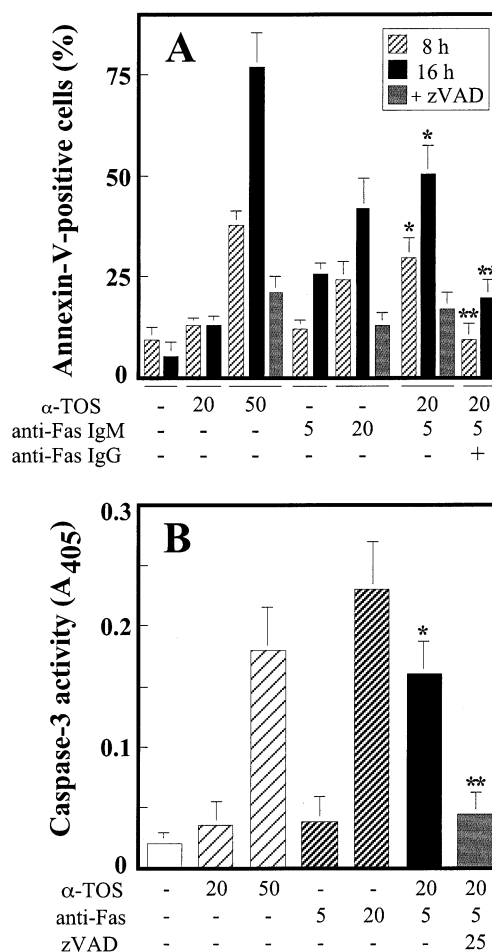 A
Annexin-V-positive cells (%)
75
50
25
0
8 h
16 h
+ zVAD
*
*
**
**
α-TOS - 20 50 - - 20 20
anti-Fas IgM - - - 5 20 5 5
anti-Fas IgG - - - - - - +
B
Caspase-3 activity (A405)
0.3
0.2
0.1
0
*
**
α-TOS - 20 50 - - 20 20
anti-Fas - - - 5 20 5 5
zVAD - - - - - - 25